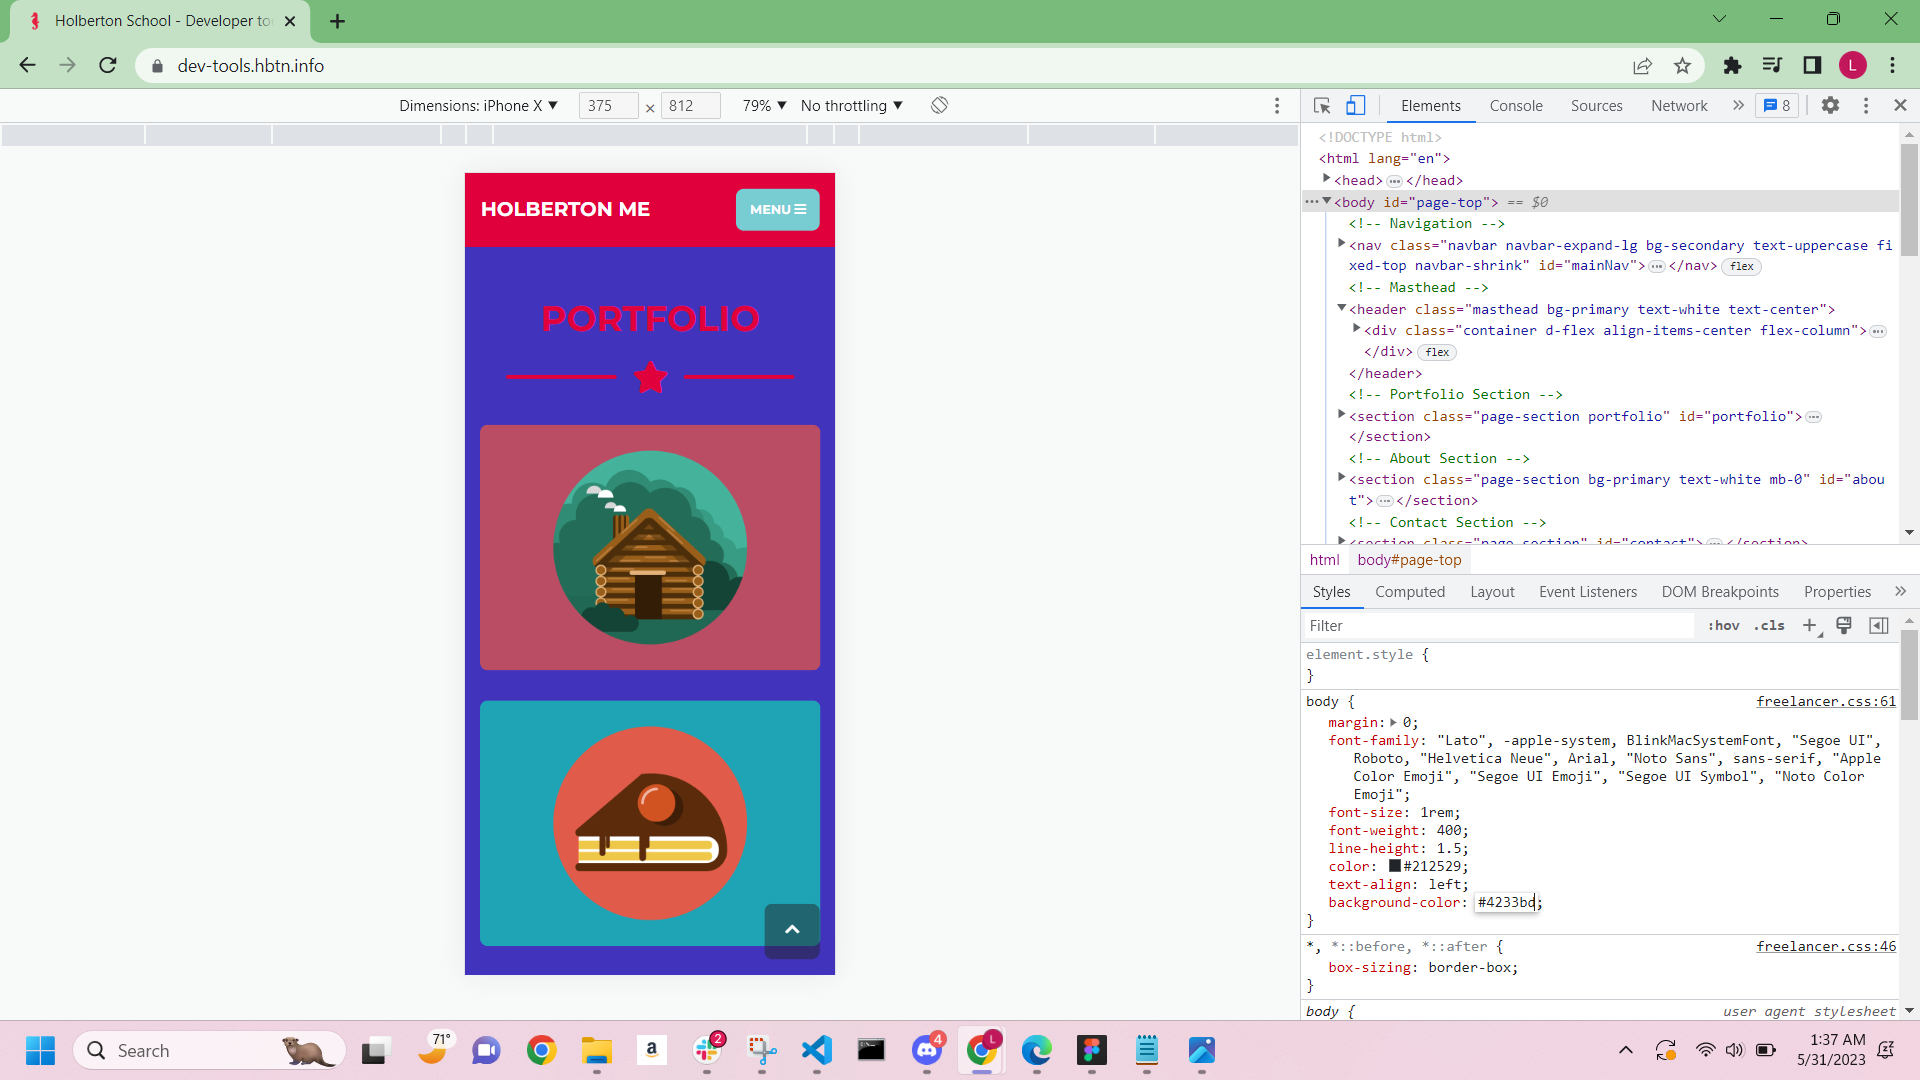 Holberton School - Developer to
dev-tools.hbtn.info
L
Dimensions: iPhone X ▼ 375 × 812 79% ▼ No throttling ▼
Elements Console Sources Network » 8
HOLBERTON ME
MENU
PORTFOLIO
<!DOCTYPE html>
<html lang="en">
<head> ... </head>
... <body id="page-top"> == $0
<!-- Navigation -->
<nav class="navbar navbar-expand-lg bg-secondary text-uppercase fi
xed-top navbar-shrink" id="mainNav"> ... </nav> flex
<!-- Masthead -->
<header class="masthead bg-primary text-white text-center">
<div class="container d-flex align-items-center flex-column"> ...
</div> flex
</header>
<!-- Portfolio Section -->
<section class="page-section portfolio" id="portfolio"> ...
</section>
<!-- About Section -->
<section class="page-section bg-primary text-white mb-0" id="abou
t"> ... </section>
<!-- Contact Section -->
<section class="page-section" id="contact"> ... </section>
html body#page-top
Styles Computed Layout Event Listeners DOM Breakpoints Properties »
Filter :hov .cls +
element.style {
}
body { freelancer.css:61
margin: 0;
font-family: "Lato", -apple-system, BlinkMacSystemFont, "Segoe UI",
Roboto, "Helvetica Neue", Arial, "Noto Sans", sans-serif, "Apple
Color Emoji", "Segoe UI Emoji", "Segoe UI Symbol", "Noto Color
Emoji";
font-size: 1rem;
font-weight: 400;
line-height: 1.5;
color: #212529;
text-align: left;
background-color: #4233bd;
}
*, *::before, *::after { freelancer.css:46
box-sizing: border-box;
}
body { user agent stylesheet
Search
71°
a
2
4
L
1:37 AM
5/31/2023